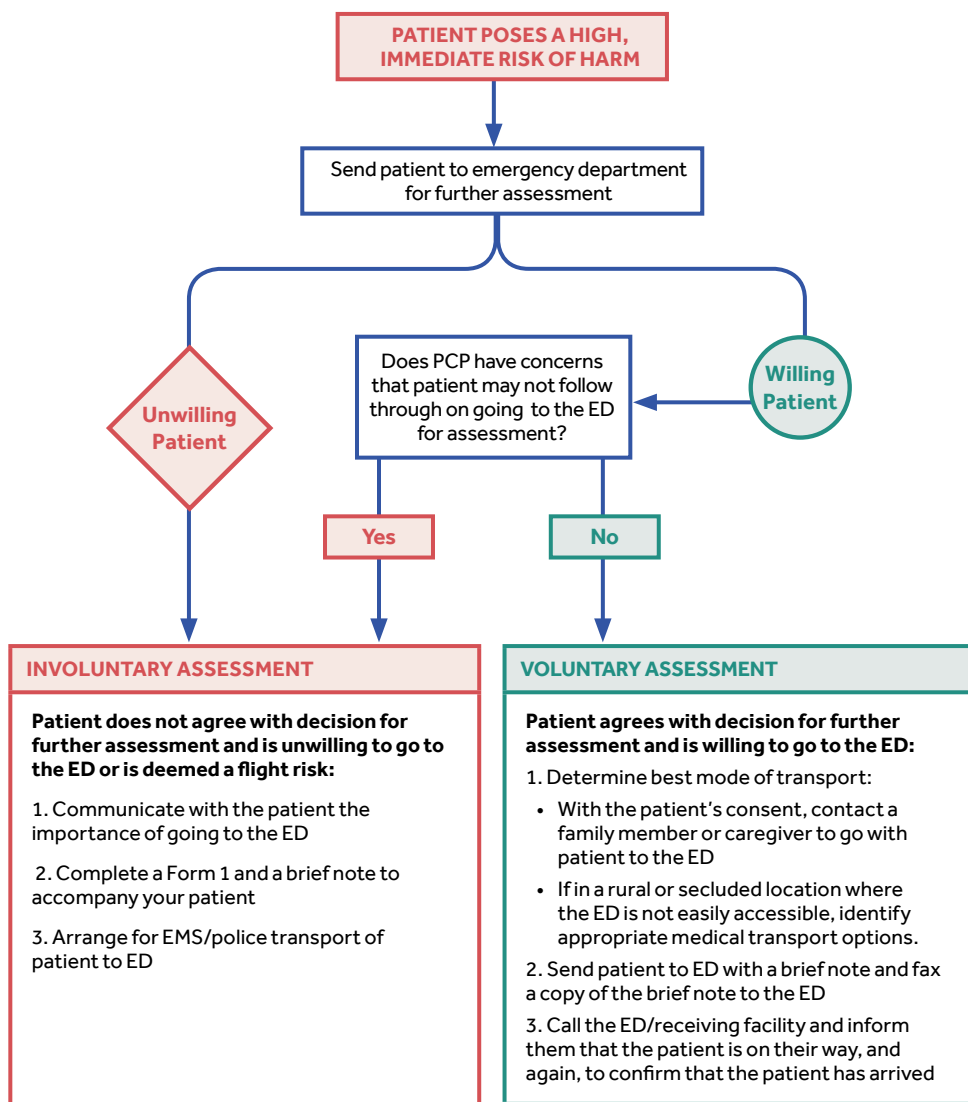 PATIENT POSES A HIGH,
IMMEDIATE RISK OF HARM
Send patient to emergency department
for further assessment
Unwilling
Patient
Does PCP have concerns
that patient may not follow
through on going to the ED
for assessment?
Willing
Patient
Yes
No
INVOLUNTARY ASSESSMENT
Patient does not agree with decision for
further assessment and is unwilling to go to
the ED or is deemed a flight risk:
1. Communicate with the patient the
importance of going to the ED
2. Complete a Form 1 and a brief note to
accompany your patient
3. Arrange for EMS/police transport of
patient to ED
VOLUNTARY ASSESSMENT
Patient agrees with decision for further
assessment and is willing to go to the ED:
1. Determine best mode of transport:
• With the patient's consent, contact a
family member or caregiver to go with
patient to the ED
• If in a rural or secluded location where
the ED is not easily accessible, identify
appropriate medical transport options.
2. Send patient to ED with a brief note and fax
a copy of the brief note to the ED
3. Call the ED/receiving facility and inform
them that the patient is on their way, and
again, to confirm that the patient has arrived